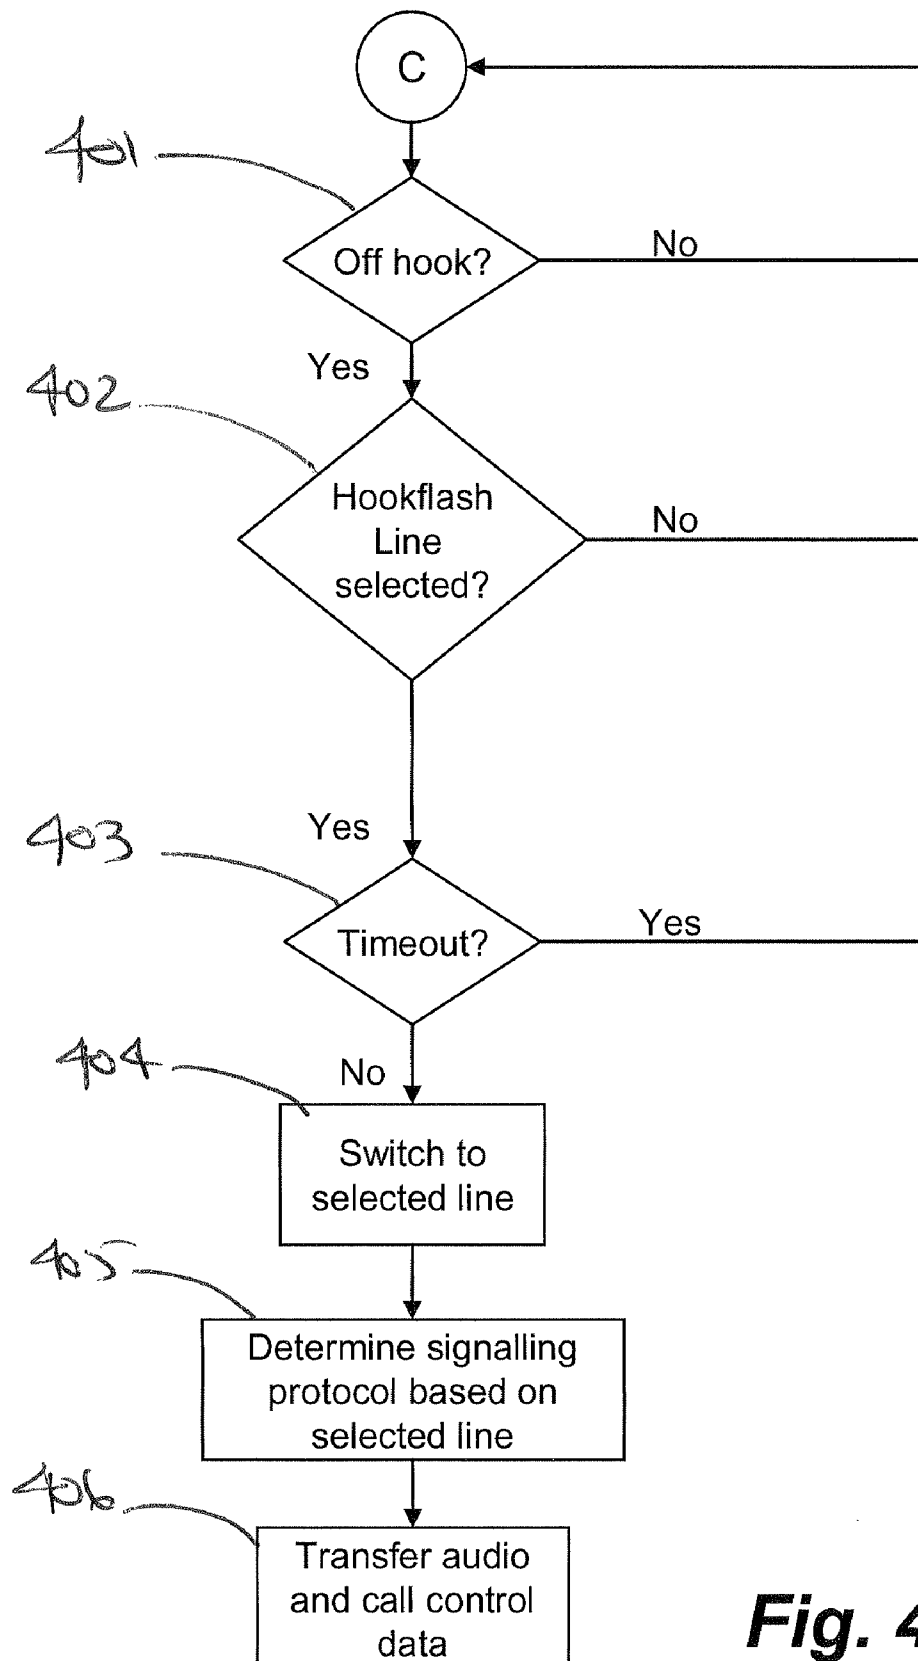 C
401
Off hook?
No
Yes
402
Hookflash
Line
selected?
No
Yes
403
Timeout?
Yes
No
404
Switch to
selected line
405
Determine signalling
protocol based on
selected line
406
Transfer audio
and call control
data
Fig. 4